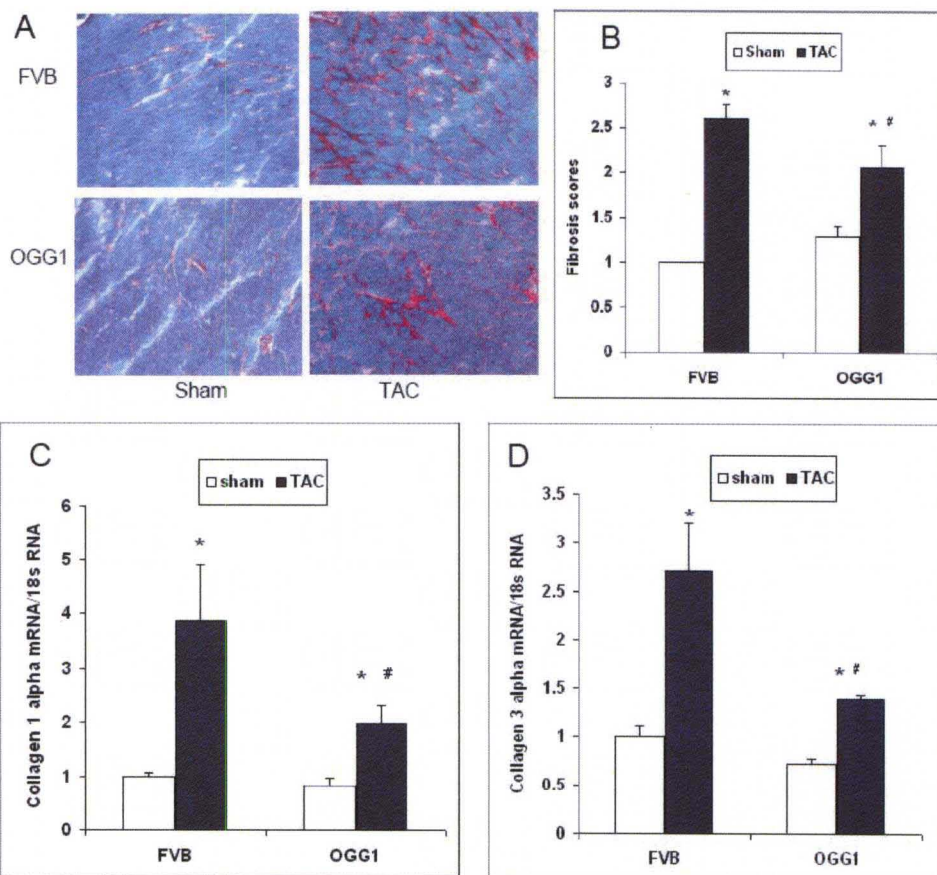 A
FVB
OGG1
Sham
TAC
B
Sham
TAC
Fibrosis scores
3
2.5
2
1.5
1
0.5
0
*
* #
FVB
OGG1
C
sham
TAC
Collagen 1 alpha mRNA/18s RNA
6
5
4
3
2
1
0
*
* #
FVB
OGG1
D
sham
TAC
Collagen 3 alpha mRNA/18s RNA
3.5
3
2.5
2
1.5
1
0.5
0
*
* #
FVB
OGG1